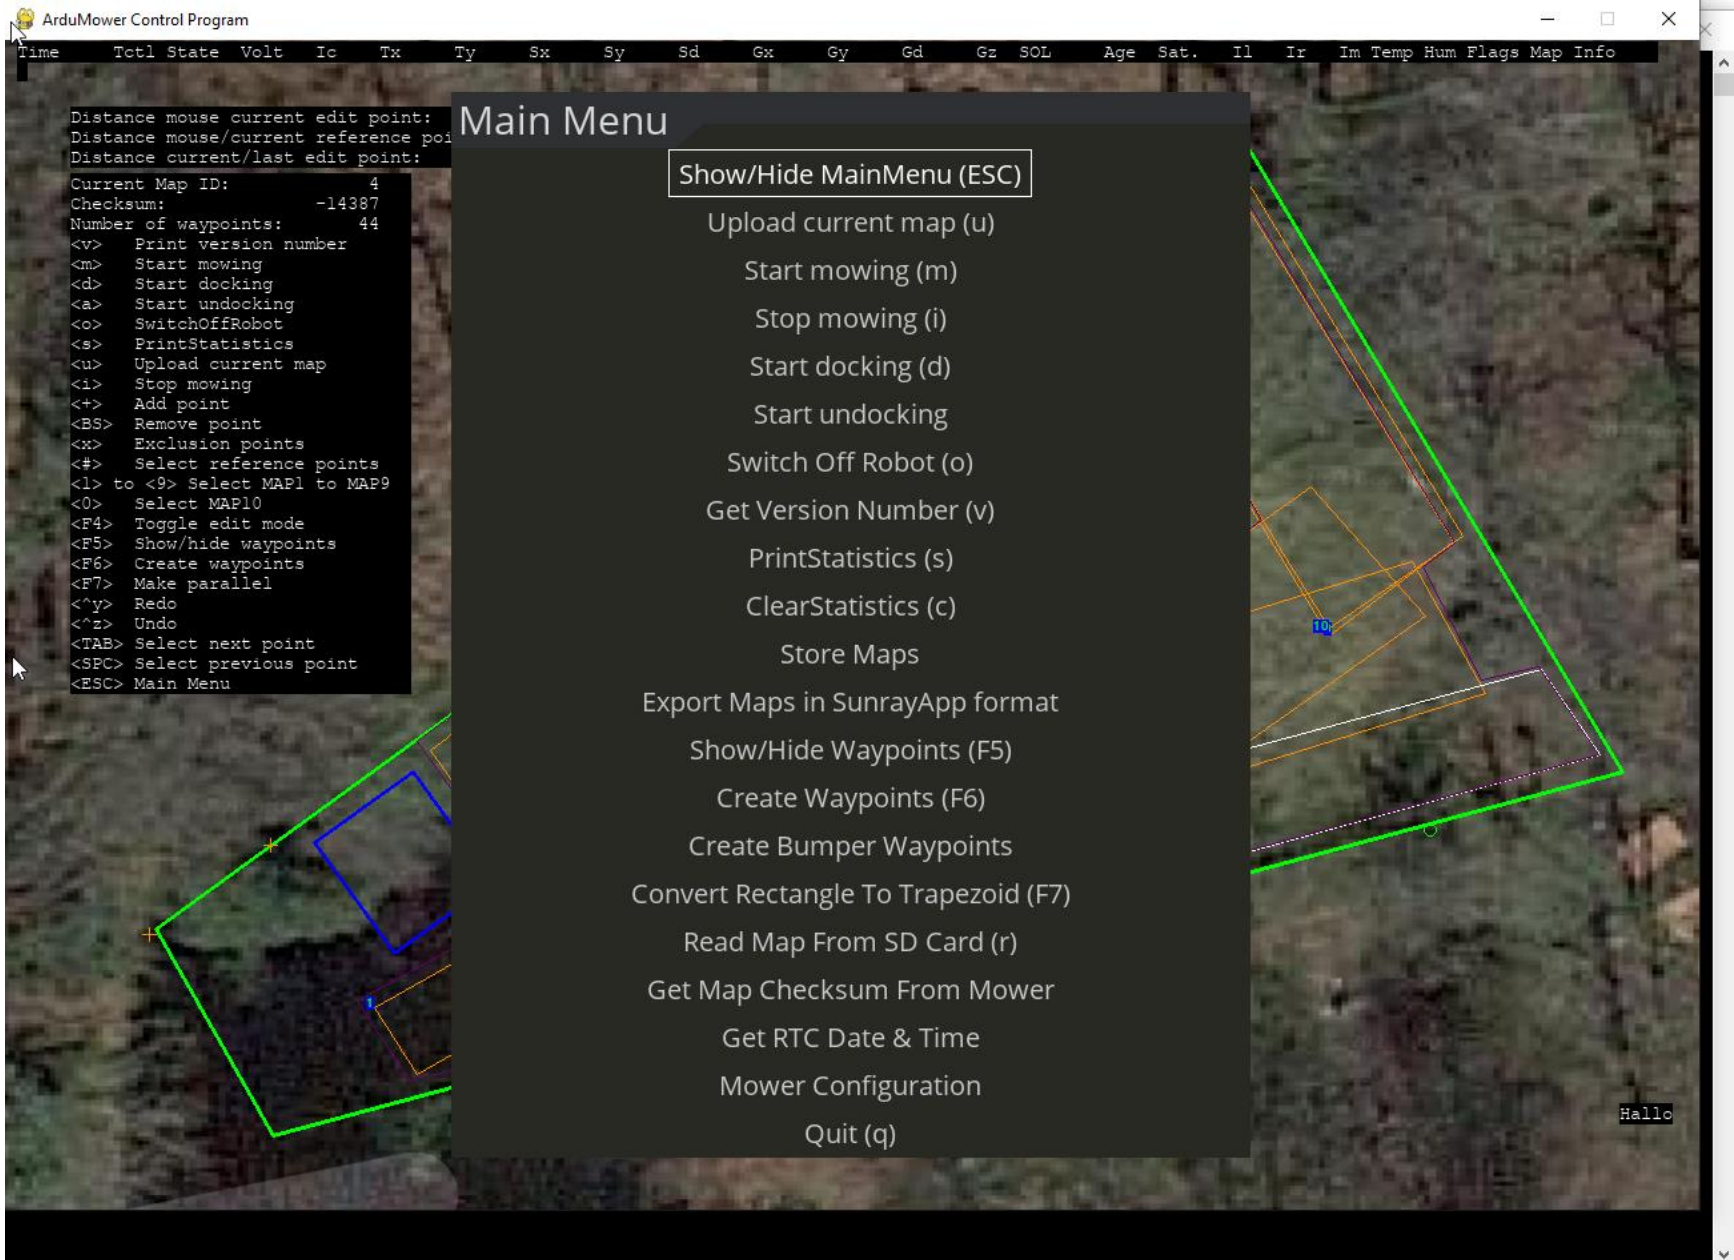 ArduMower Control Program
Time Tctl State Volt Ic Tx Ty Sx Sy Sd Gx Gy Gd Gz SOL Age Sat. Il Ir Im Temp Hum Flags Map Info
Distance mouse current edit point:
Distance mouse/current reference poi
Distance current/last edit point:
Current Map ID: 4
Checksum: -14387
Number of waypoints: 44
<v> Print version number
<m> Start mowing
<d> Start docking
<a> Start undocking
<o> SwitchOffRobot
<s> PrintStatistics
<u> Upload current map
<i> Stop mowing
<+> Add point
<BS> Remove point
<x> Exclusion points
<#> Select reference points
<1> to <9> Select MAP1 to MAP9
<0> Select MAP10
<F4> Toggle edit mode
<F5> Show/hide waypoints
<F6> Create waypoints
<F7> Make parallel
<^y> Redo
<^z> Undo
<TAB> Select next point
<SPC> Select previous point
<ESC> Main Menu
Main Menu
Show/Hide MainMenu (ESC)
Upload current map (u)
Start mowing (m)
Stop mowing (i)
Start docking (d)
Start undocking
Switch Off Robot (o)
Get Version Number (v)
PrintStatistics (s)
ClearStatistics (c)
Store Maps
Export Maps in SunrayApp format
Show/Hide Waypoints (F5)
Create Waypoints (F6)
Create Bumper Waypoints
Convert Rectangle To Trapezoid (F7)
Read Map From SD Card (r)
Get Map Checksum From Mower
Get RTC Date & Time
Mower Configuration
Quit (q)
10
1
Hallo